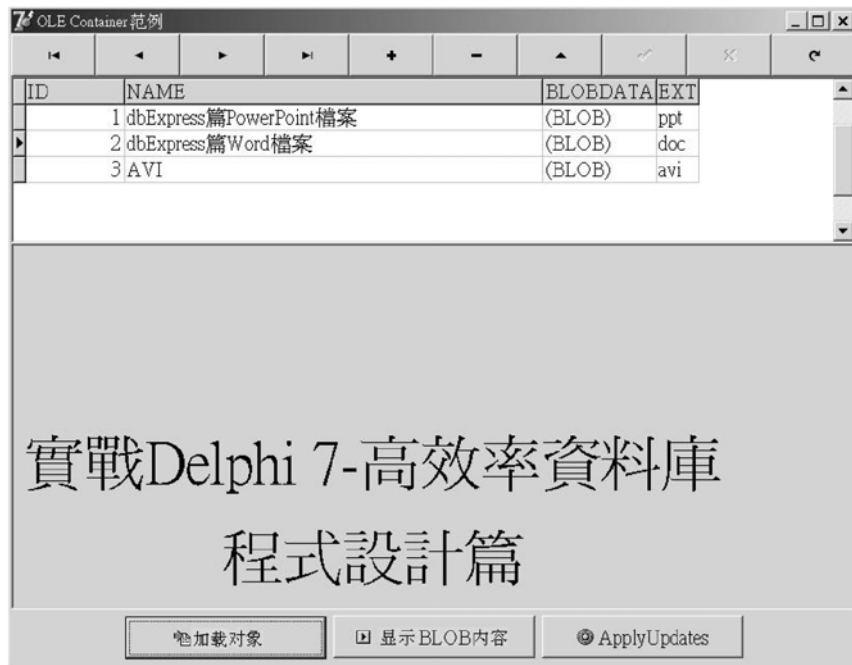 OLE Container范例
ID NAME BLOBDATA EXT
1 dbExpress篇PowerPoint檔案 (BLOB) ppt
2 dbExpress篇Word檔案 (BLOB) doc
3 AVI (BLOB) avi
實戰Delphi 7-高效率資料庫
程式設計篇
加载对象 显示BLOB内容 ApplyUpdates